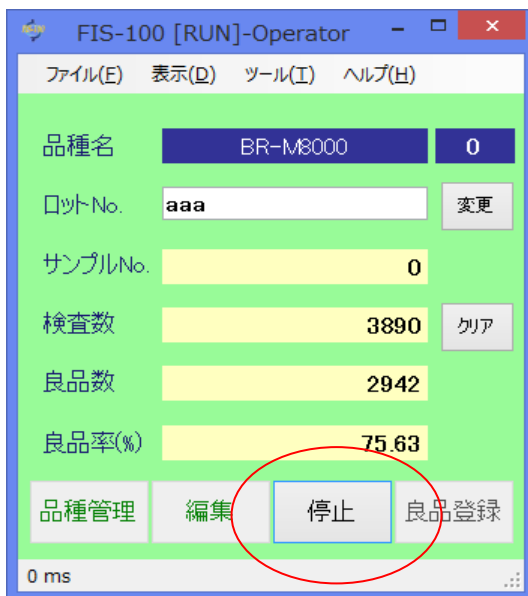 FIS-100 [RUN]-Operator
ファイル(F) 表示(D) ツール(T) ヘルプ(H)
品種名 BR-M8000 0
ロットNo. aaa 変更
サンプルNo. 0
検査数 3890 クリア
良品数 2942
良品率(%) 75.63
品種管理 編集 停止 良品登録
0 ms